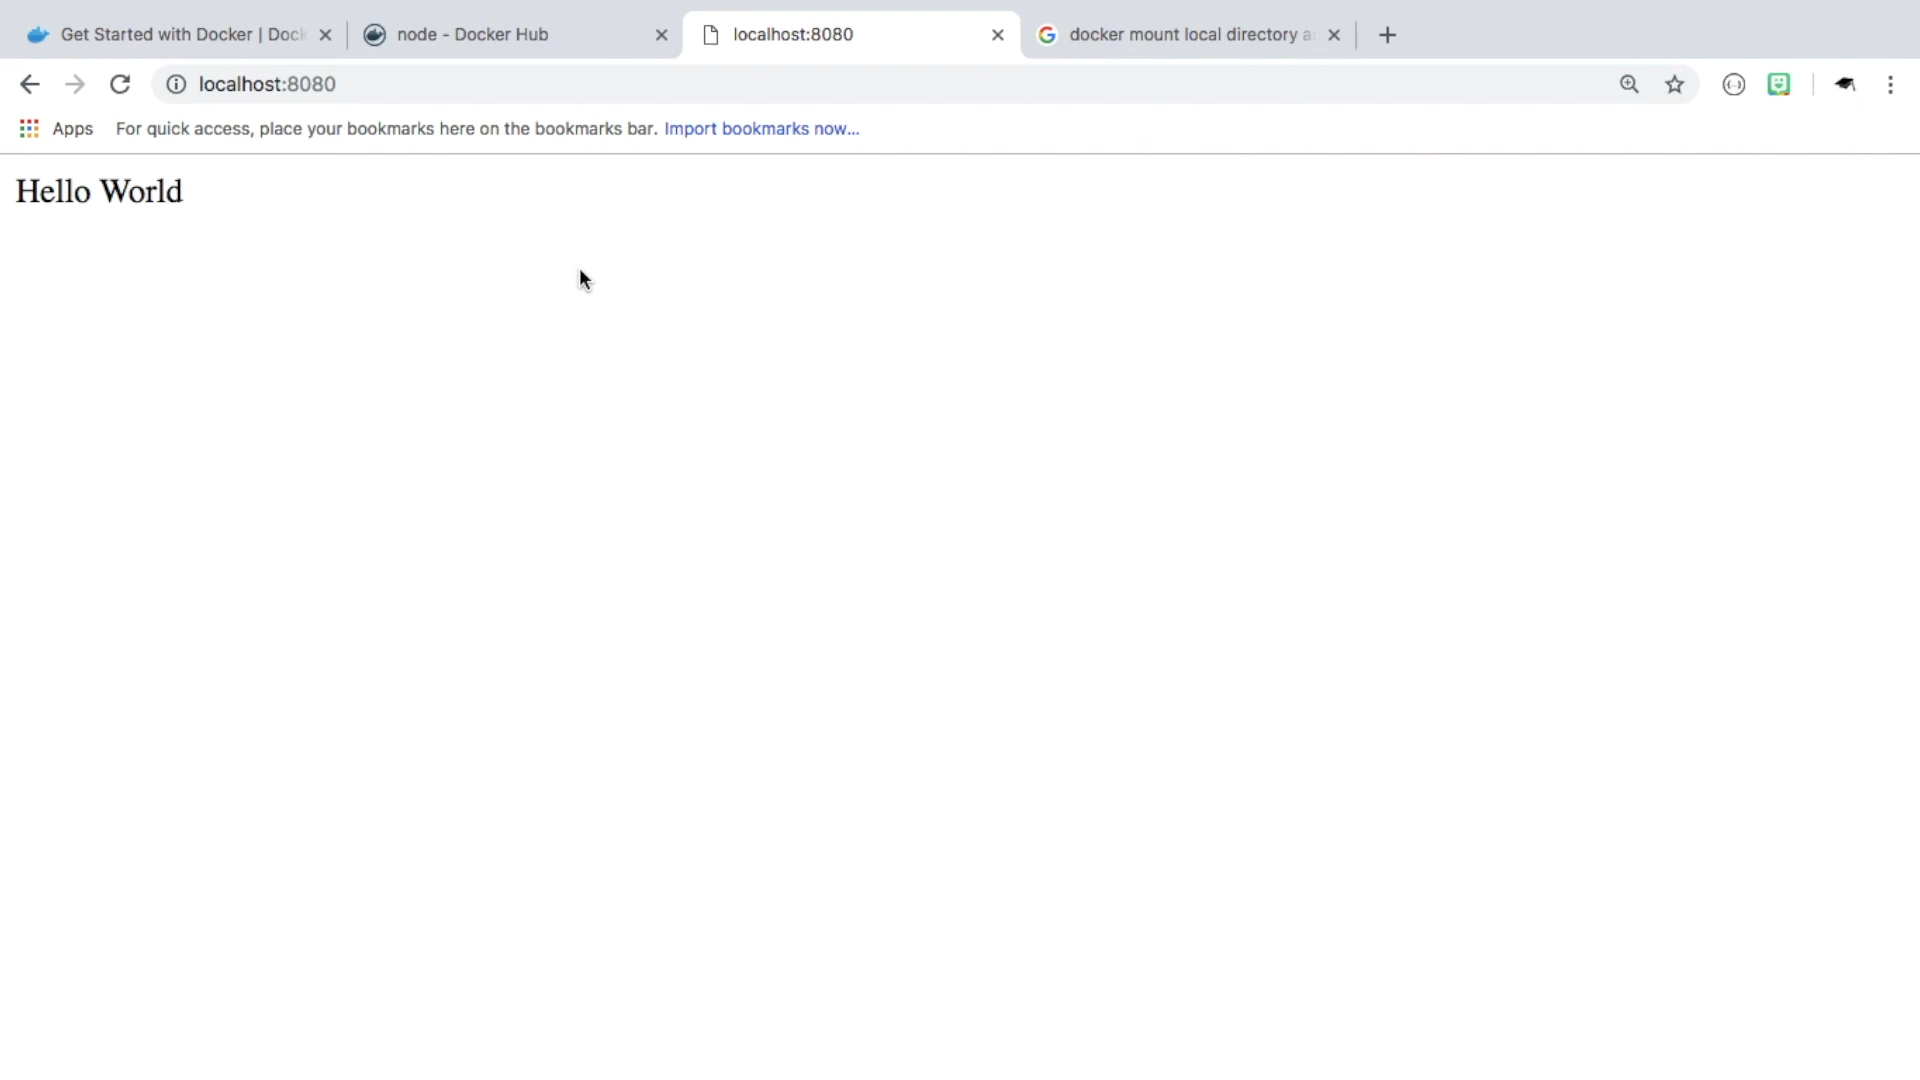 Get Started with Docker | Doc
node - Docker Hub
localhost:8080
docker mount local directory a
localhost:8080
Apps
For quick access, place your bookmarks here on the bookmarks bar. Import bookmarks now...
Hello World